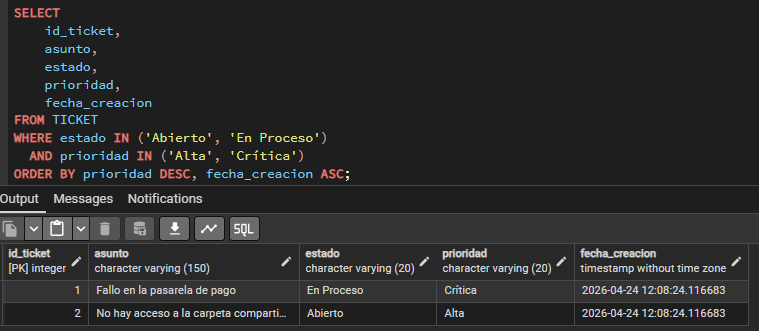 SELECT
id_ticket,
asunto,
estado,
prioridad,
fecha_creacion
FROM TICKET
WHERE estado IN ('Abierto', 'En Proceso')
AND prioridad IN ('Alta', 'Crítica')
ORDER BY prioridad DESC, fecha_creacion ASC;
Output Messages Notifications
SQL
id_ticket asunto estado prioridad fecha_creacion
[PK] integer character varying (150) character varying (20) character varying (20) timestamp without time zone
1 Fallo en la pasarela de pago En Proceso Crítica 2026-04-24 12:08:24.116683
2 No hay acceso a la carpeta comparti... Abierto Alta 2026-04-24 12:08:24.116683